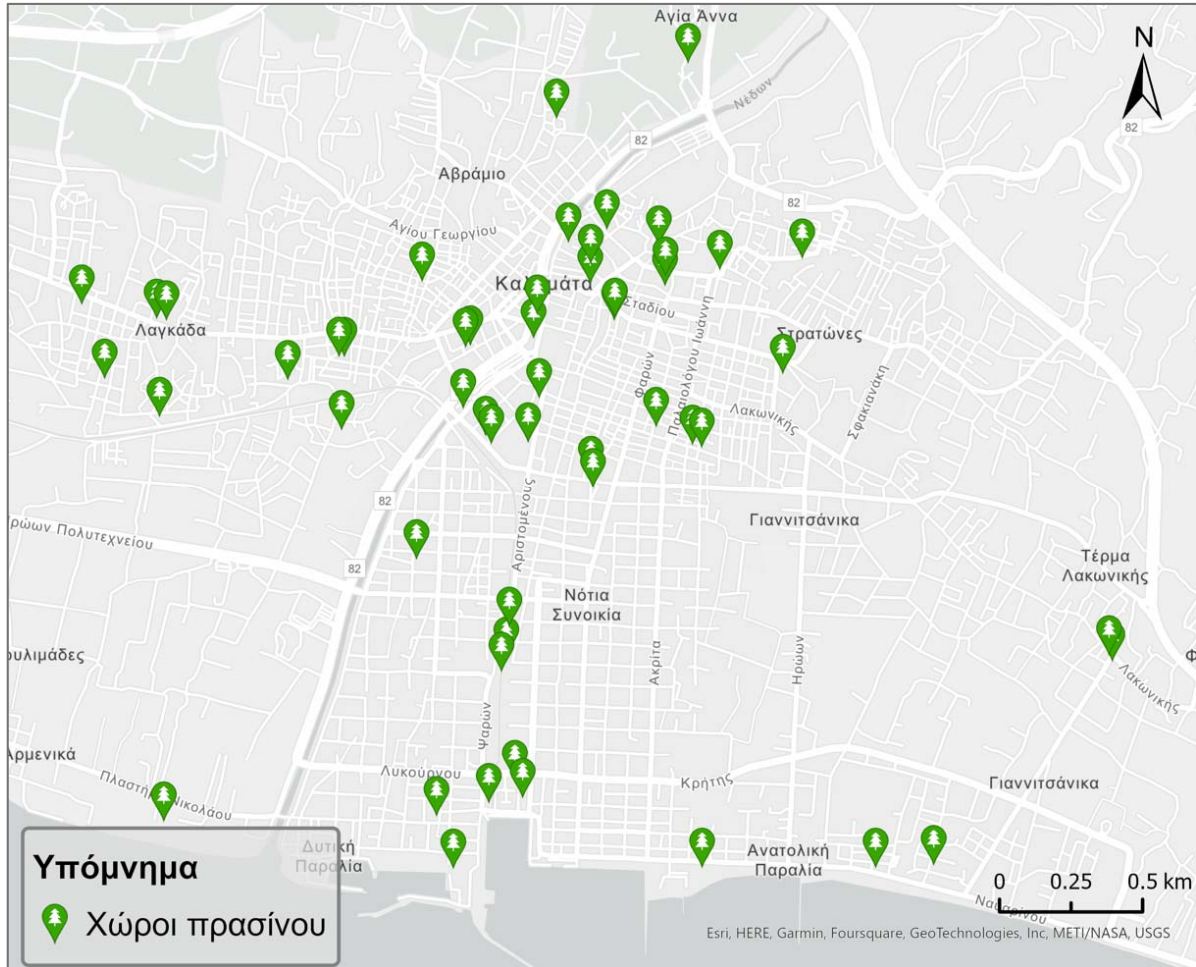 Αγία Άννα
N
Νέδων
82
82
Αβράμιο
82
Αγίου Γεωργίου
Καλαμάτα
Σταδίου
Παλαιολόγου Ιωάννη
Λαγκάδα
Στρατώνες
Φαρών
Σφακιανάκη
Λακωνικής
Αριστομένους
82
Γιαννιτσάνικα
ρώων Πολυτεχνείου
Τέρμα
Λακωνικής
82
Νότια
Συνοικία
Ακρίτα
Ηρώων
ουλιμάδες
Φ
Λακωνικής
Ψαρών
Αρμενικά
Λυκούργου
Κρήτης
Γιαννιτσάνικα
Πλαστήρα Νικολάου
Δυτική
Παραλία
Ανατολική
Παραλία
0 0.25 0.5 km
Ναυαρίνου
Υπόμνημα
Χώροι πρασίνου
Esri, HERE, Garmin, Foursquare, GeoTechnologies, Inc, METI/NASA, USGS